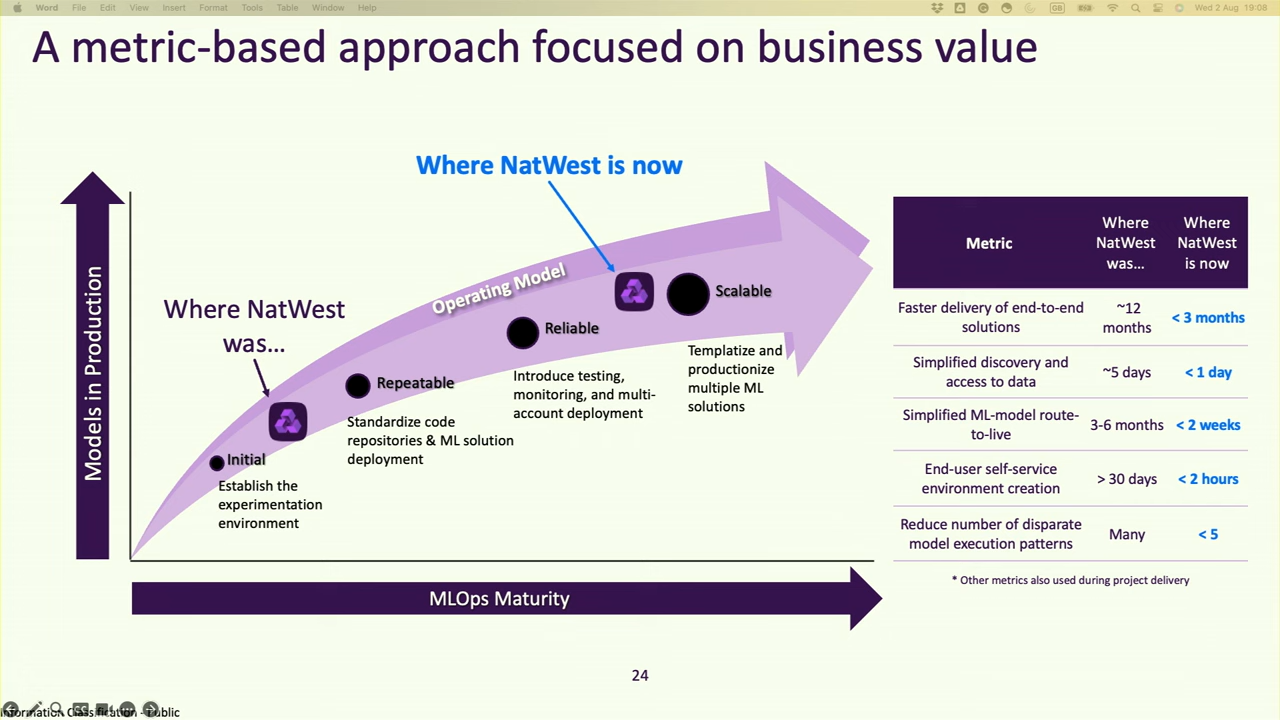 Word File Edit View Insert Format Tools Table Window Help
GB
Wed 2 Aug 19:08
A metric-based approach focused on business value
Where NatWest is now
Where NatWest
was...
Models in Production
Operating Model
Initial
Establish the
experimentation
environment
Repeatable
Standardize code
repositories & ML solution
deployment
Reliable
Introduce testing,
monitoring, and multi-
account deployment
Scalable
Templatize and
productionize
multiple ML
solutions
MLOps Maturity
Metric
Where
NatWest
was...
Where
NatWest
is now
Faster delivery of end-to-end
solutions
~12
months
< 3 months
Simplified discovery and
access to data
~5 days
< 1 day
Simplified ML-model route-
to-live
3-6 months
< 2 weeks
End-user self-service
environment creation
> 30 days
< 2 hours
Reduce number of disparate
model execution patterns
Many
< 5
* Other metrics also used during project delivery
24
Information Classification - Public